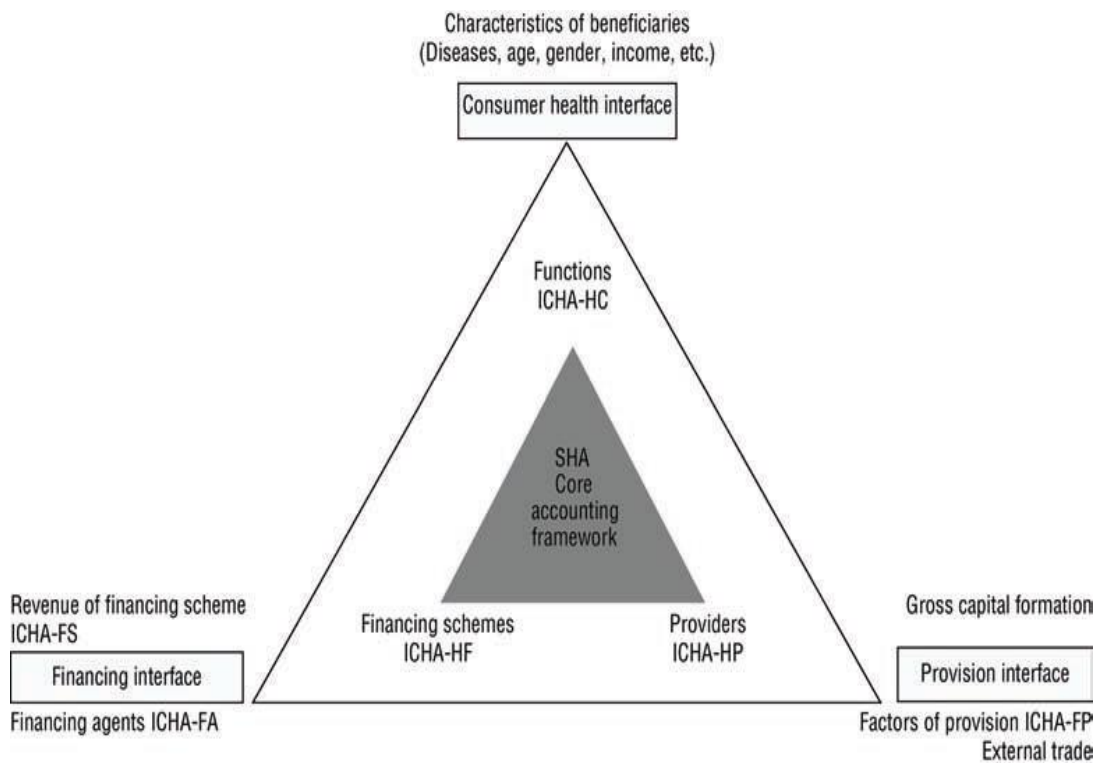 Characteristics of beneficiaries
(Diseases, age, gender, income, etc.)
Consumer health interface
Functions
ICHA-HC
SHA
Core
accounting
framework
Revenue of financing scheme
ICHA-FS
Financing interface
Financing agents ICHA-FA
Financing schemes
ICHA-HF
Providers
ICHA-HP
Gross capital formation
Provision interface
Factors of provision ICHA-FP
External trade